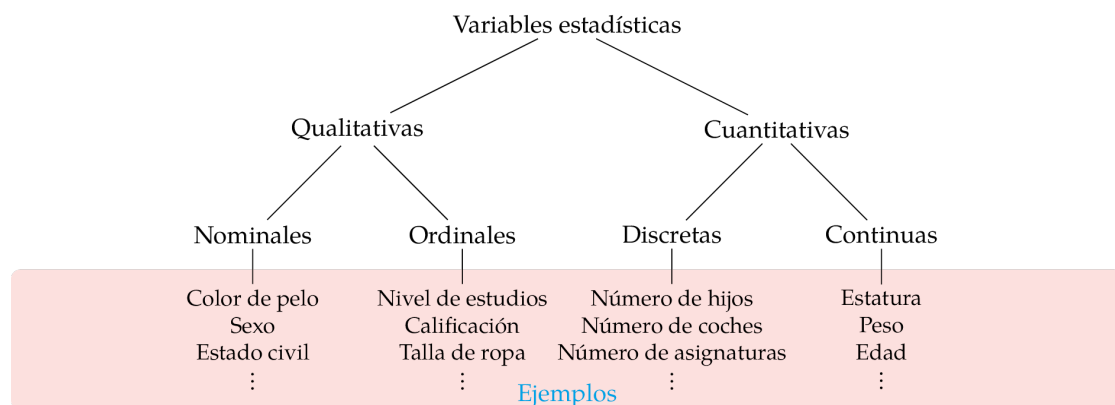 Variables estadísticas
Qualitativas
Cuantitativas
Nominales
Ordinales
Discretas
Continuas
Color de pelo
Sexo
Estado civil
⋮
Nivel de estudios
Calificación
Talla de ropa
⋮
Número de hijos
Número de coches
Número de asignaturas
⋮
Estatura
Peso
Edad
⋮
Ejemplos